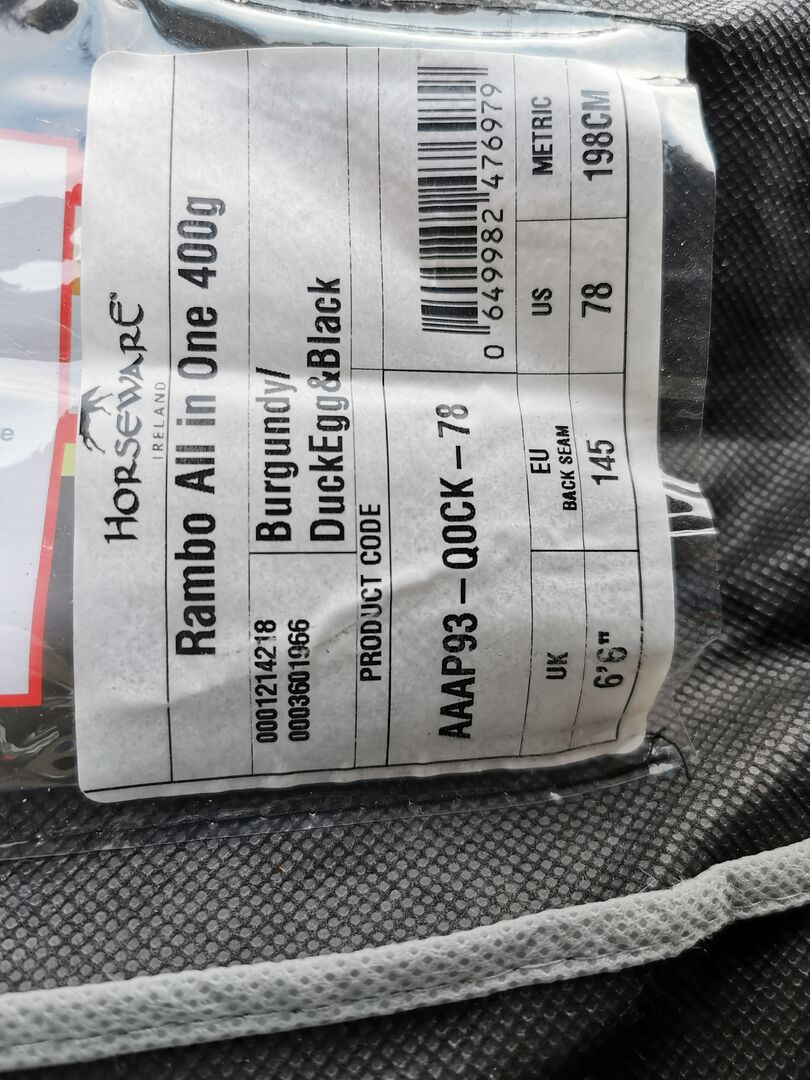 HORSEWARE
IRELAND
Rambo All in One 400g
0001214218
0003601966
Burgundy/
DuckEgg&Black
PRODUCT CODE
AAAP93-Q0CK-78
0 649982 476979
UK
EU
BACK SEAM
US
METRIC
6'6"
145
78
198CM
re